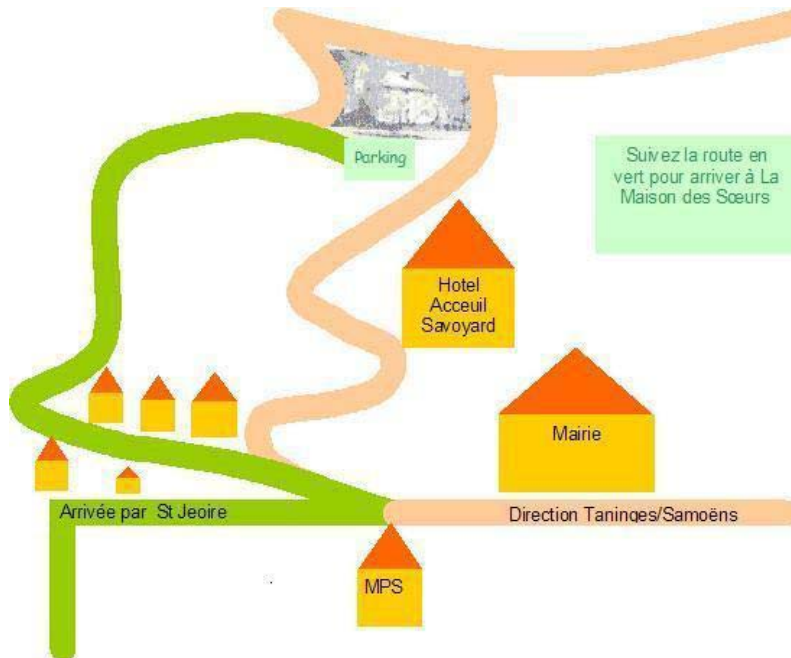 Parking
Suivez la route en
vert pour arriver à La
Maison des Sœurs
Hotel
Acceuil
Savoyard
Mairie
Arrivée par St Jeoire
Direction Taninges/Samoëns
MPS